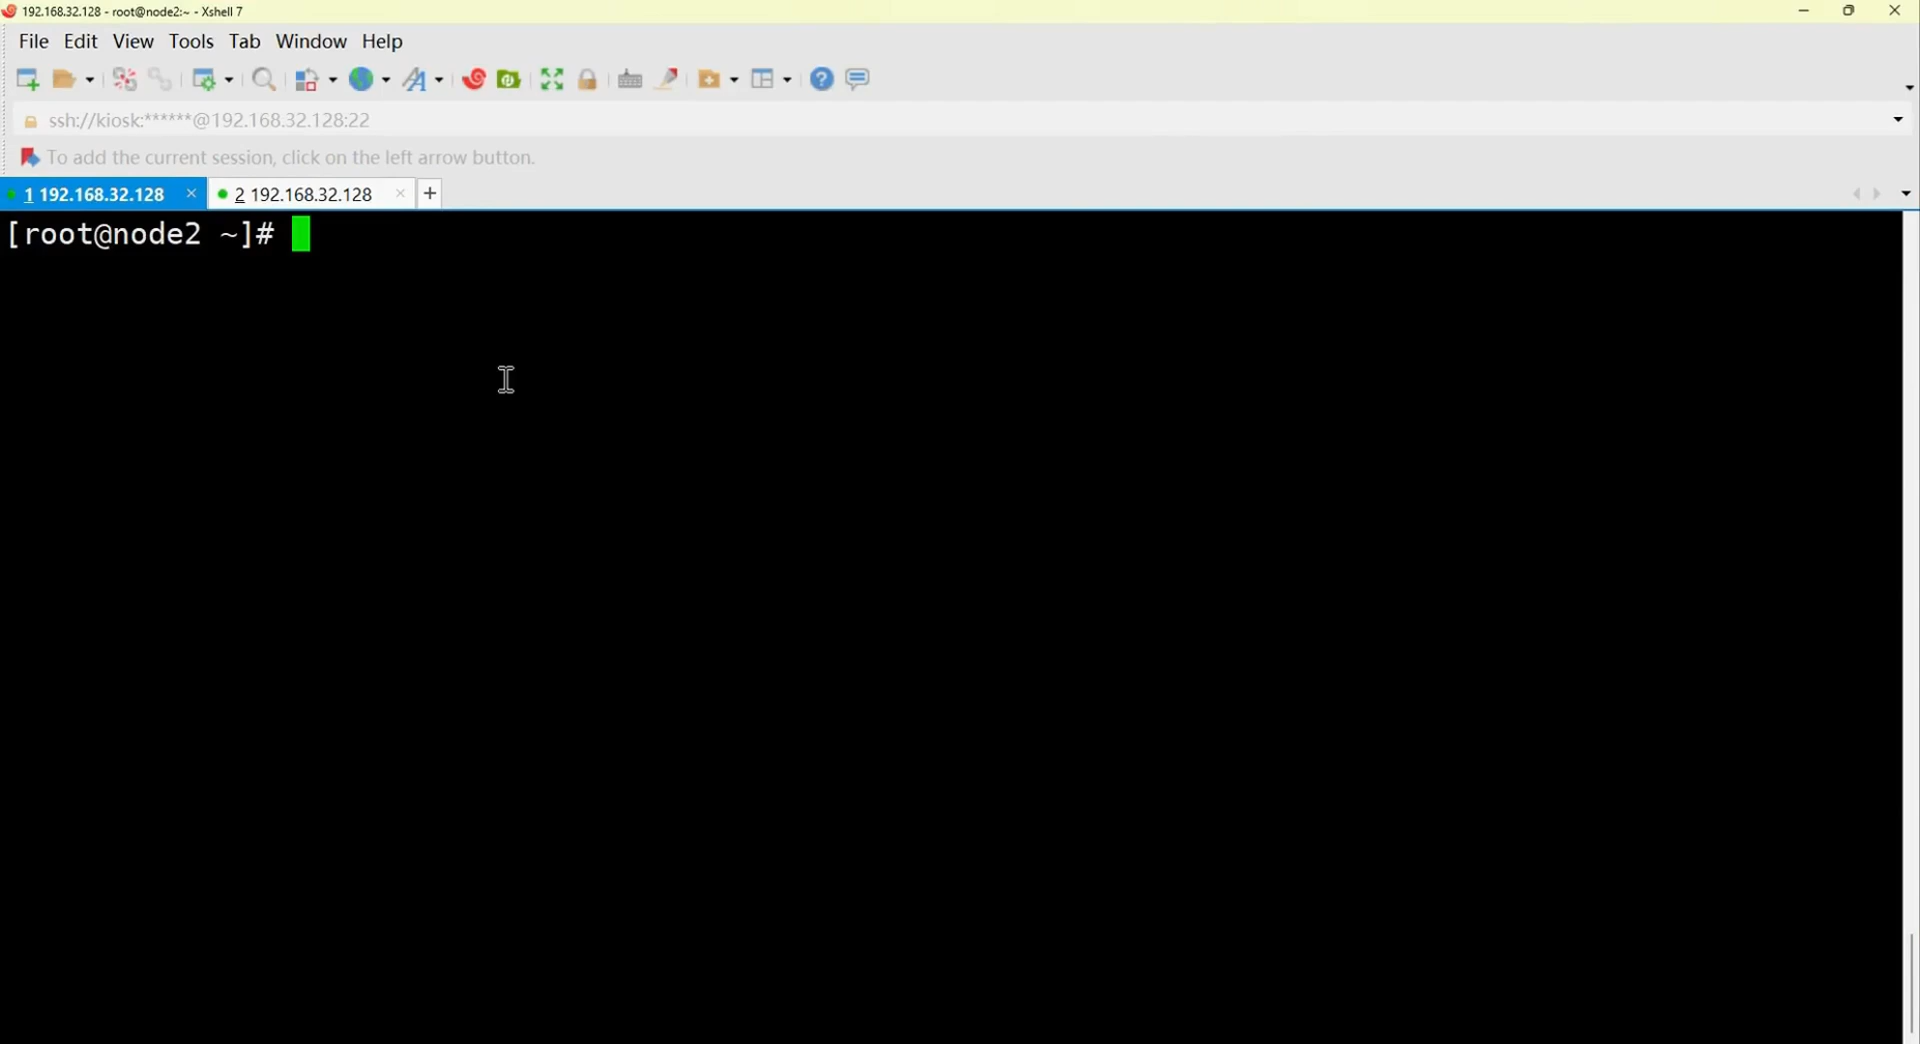 192.168.32.128 - root@node2:~ - Xshell 7
File Edit View Tools Tab Window Help
ssh://kiosk:******@192.168.32.128:22
To add the current session, click on the left arrow button.
1 192.168.32.128 × 2 192.168.32.128 × +
[root@node2 ~]#